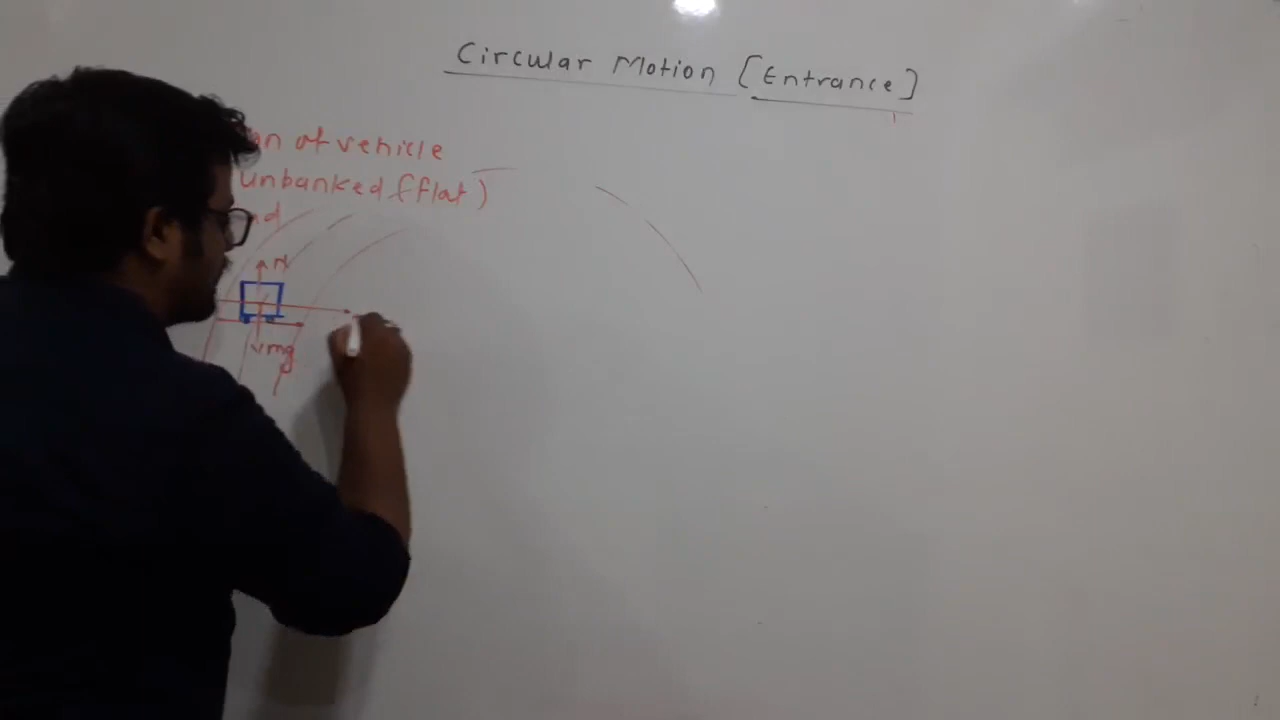 Circular Motion [Entrance]
of vehicle
unbanked (flat)
N
mg